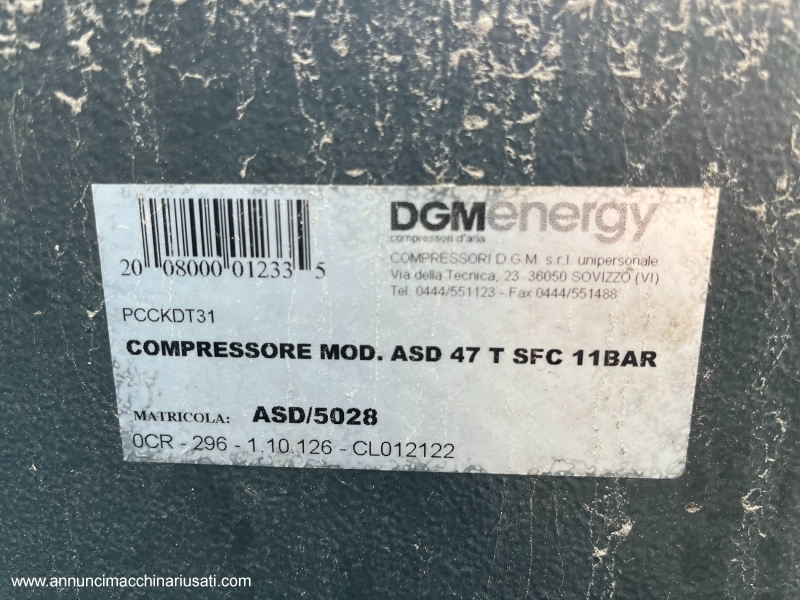 DGMenergy
compressori d'aria
COMPRESSORI D G M s.r.l. unipersonale
Via della Tecnica, 23 36050 SOVIZZO (VI)
Tel. 0444/551123 - Fax 0444/551488
20 08000 01233 5
PCCKDT31
COMPRESSORE MOD. ASD 47 T SFC 11BAR
MATRICOLA: ASD/5028
0CR - 296 - 1.10.126 - CL012122
www.annuncimacchinariusati.com